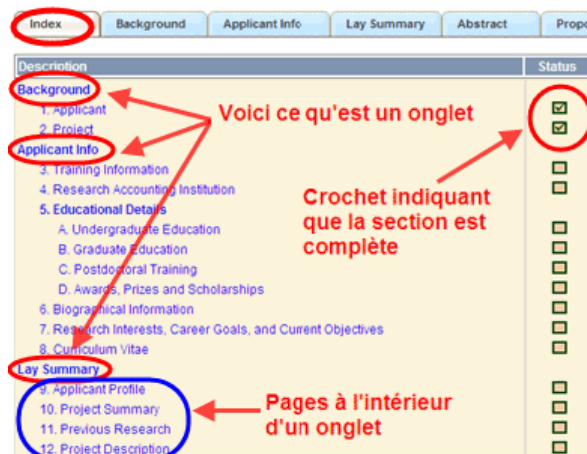 Index Background Applicant Info Lay Summary Abstract Propo
Description Status
Background
1. Applicant
2. Project
Voici ce qu'est un onglet
Applicant Info
3. Training Information
4. Research Accounting Institution
5. Educational Details
A. Undergraduate Education
B. Graduate Education
C. Postdoctoral Training
D. Awards, Prizes and Scholarships
Crochet indiquant
que la section est
complète
6. Biographical Information
7. Research Interests, Career Goals, and Current Objectives
8. Curriculum Vitae
Lay Summary
9. Applicant Profile
10. Project Summary
11. Previous Research
12. Project Description
Pages à l'intérieur
d'un onglet